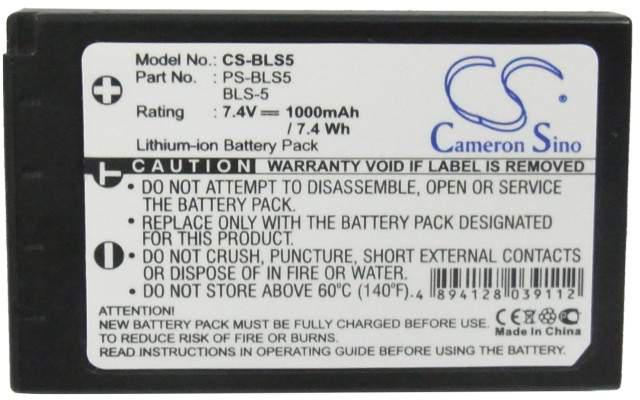 Model No.: CS-BLS5
Part No.: PS-BLS5
BLS-5
Rating : 7.4V 1000mAh
/ 7.4 Wh
Lithium-ion Battery Pack
CS
Cameron Sino
CAUTION WARRANTY VOID IF LABEL IS REMOVED
• DO NOT ATTEMPT TO DISASSEMBLE, OPEN OR SERVICE
THE BATTERY PACK.
• REPLACE ONLY WITH THE BATTERY PACK DESIGNATED
FOR THIS PRODUCT.
• DO NOT CRUSH, PUNCTURE, SHORT EXTERNAL CONTACTS
OR DISPOSE OF IN FIRE OR WATER.
• DO NOT STORE ABOVE 60°C (140°F).
4 894128 039112
ATTENTION!
NEW BATTERY PACK MUST BE FULLY CHARGED BEFORE USE
TO PREVENT RISK OF FIRE OR BURNS.
READ INSTRUCTIONS IN OPERATING GUIDE BEFORE USE.
CE
Made In China